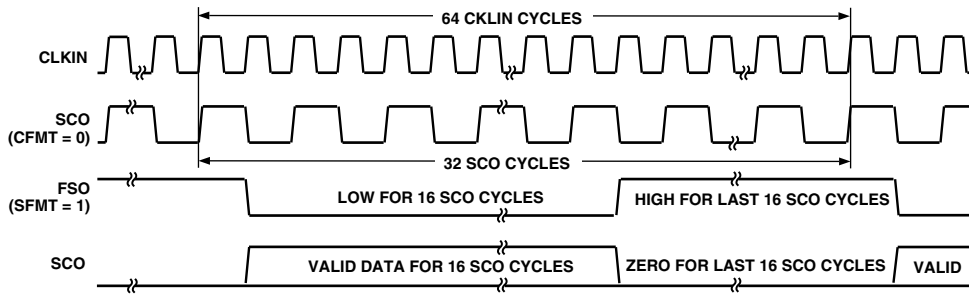 64 CKLIN CYCLES
CLKIN
SCO
(CFMT = 0)
32 SCO CYCLES
FSO
(SFMT = 1)
LOW FOR 16 SCO CYCLES
HIGH FOR LAST 16 SCO CYCLES
SCO
VALID DATA FOR 16 SCO CYCLES
ZERO FOR LAST 16 SCO CYCLES
VALID